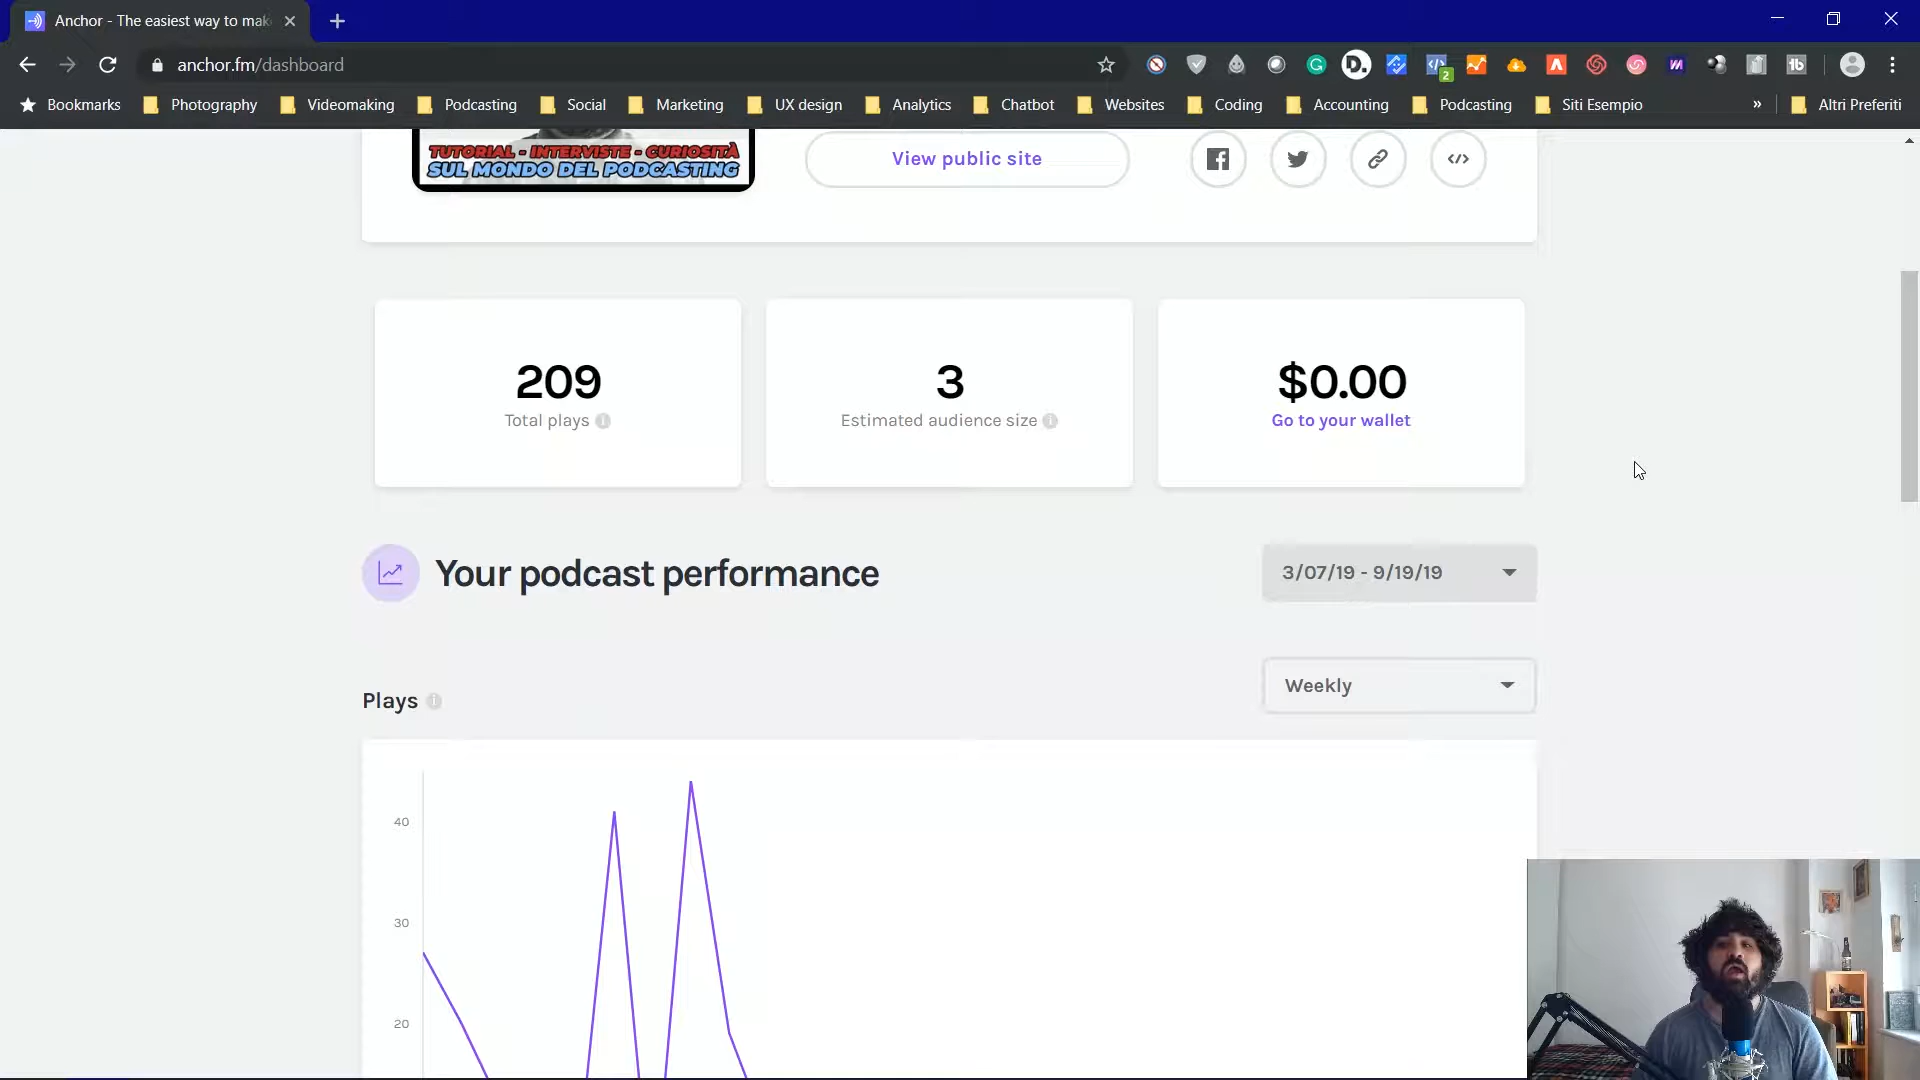 Anchor - The easiest way to mak
anchor.fm/dashboard
2
Bookmarks Photography Videomaking Podcasting Social Marketing UX design Analytics Chatbot Websites Coding Accounting Podcasting Siti Esempio » Altri Preferiti
TUTORIAL - INTERVISTE - CURIOSITÀ
SUL MONDO DEL PODCASTING
View public site
209
Total plays
3
Estimated audience size
$0.00
Go to your wallet
Your podcast performance
3/07/19 - 9/19/19
Weekly
Plays
40
30
20